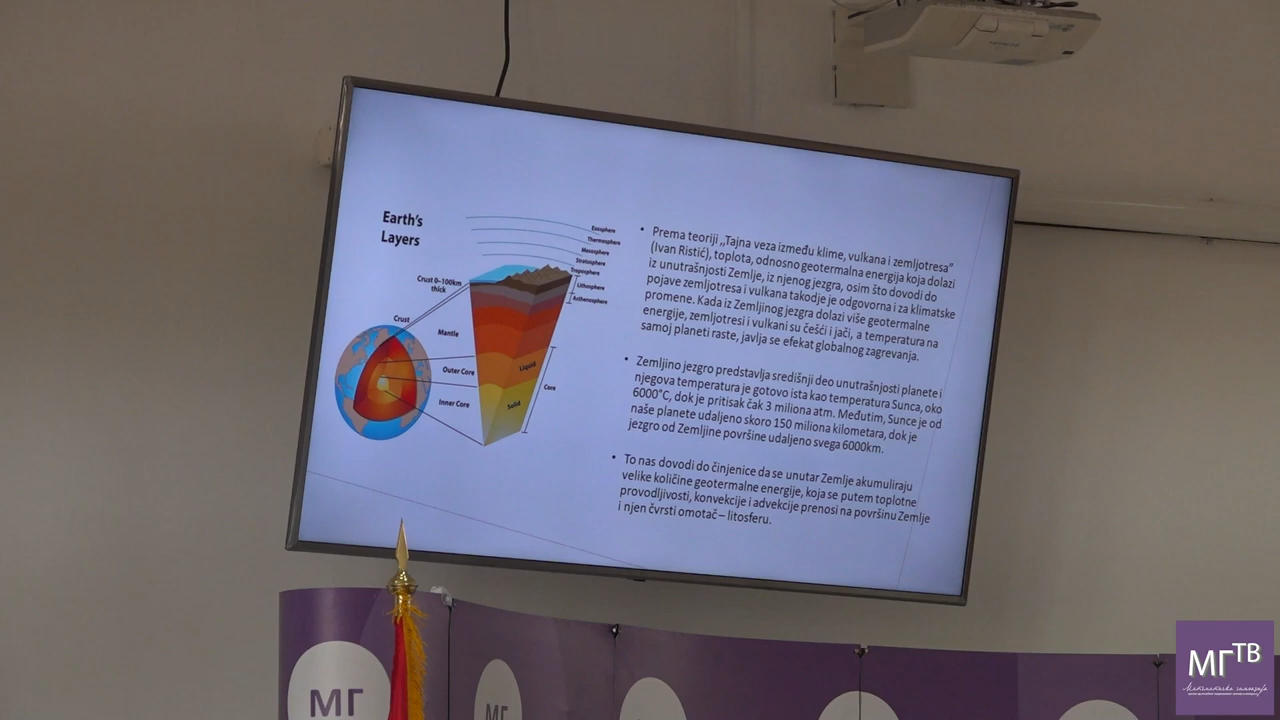 Earth's
Layers
Exosphere
Thermosphere
Mesosphere
Stratosphere
Troposphere
Lithosphere
Asthenosphere
Crust 0-100km
thick
Crust
Mantle
Outer Core
Inner Core
Liquid
Solid
Core
• Prema teoriji „Tajna veza između klime, vulkana i zemljotresa”
(Ivan Ristić), toplota, odnosno geotermalna energija koja dolazi
iz unutrašnjosti Zemlje, iz njenog jezgra, osim što dovodi do
pojave zemljotresa i vulkana takodje je odgovorna i za klimatske
promene. Kada iz Zemljinog jezgra dolazi više geotermalne
energije, zemljotresi i vulkani su češći i jači, a temperatura na
samoj planeti raste, javlja se efekat globalnog zagrevanja.
• Zemljino jezgro predstavlja središnji deo unutrašnjosti planete i
njegova temperatura je gotovo ista kao temperatura Sunca, oko
6000°C, dok je pritisak čak 3 miliona atm. Međutim, Sunce je od
naše planete udaljeno skoro 150 miliona kilometara, dok je
jezgro od Zemljine površine udaljeno svega 6000km.
• To nas dovodi do činjenice da se unutar Zemlje akumuliraju
velike količine geotermalne energije, koja se putem toplotne
provodljivosti, konvekcije i advekcije prenosi na površinu Zemlje
i njen čvrsti omotač – litosferu.
МГ
МГ
МГТВ
Математичка гимназија